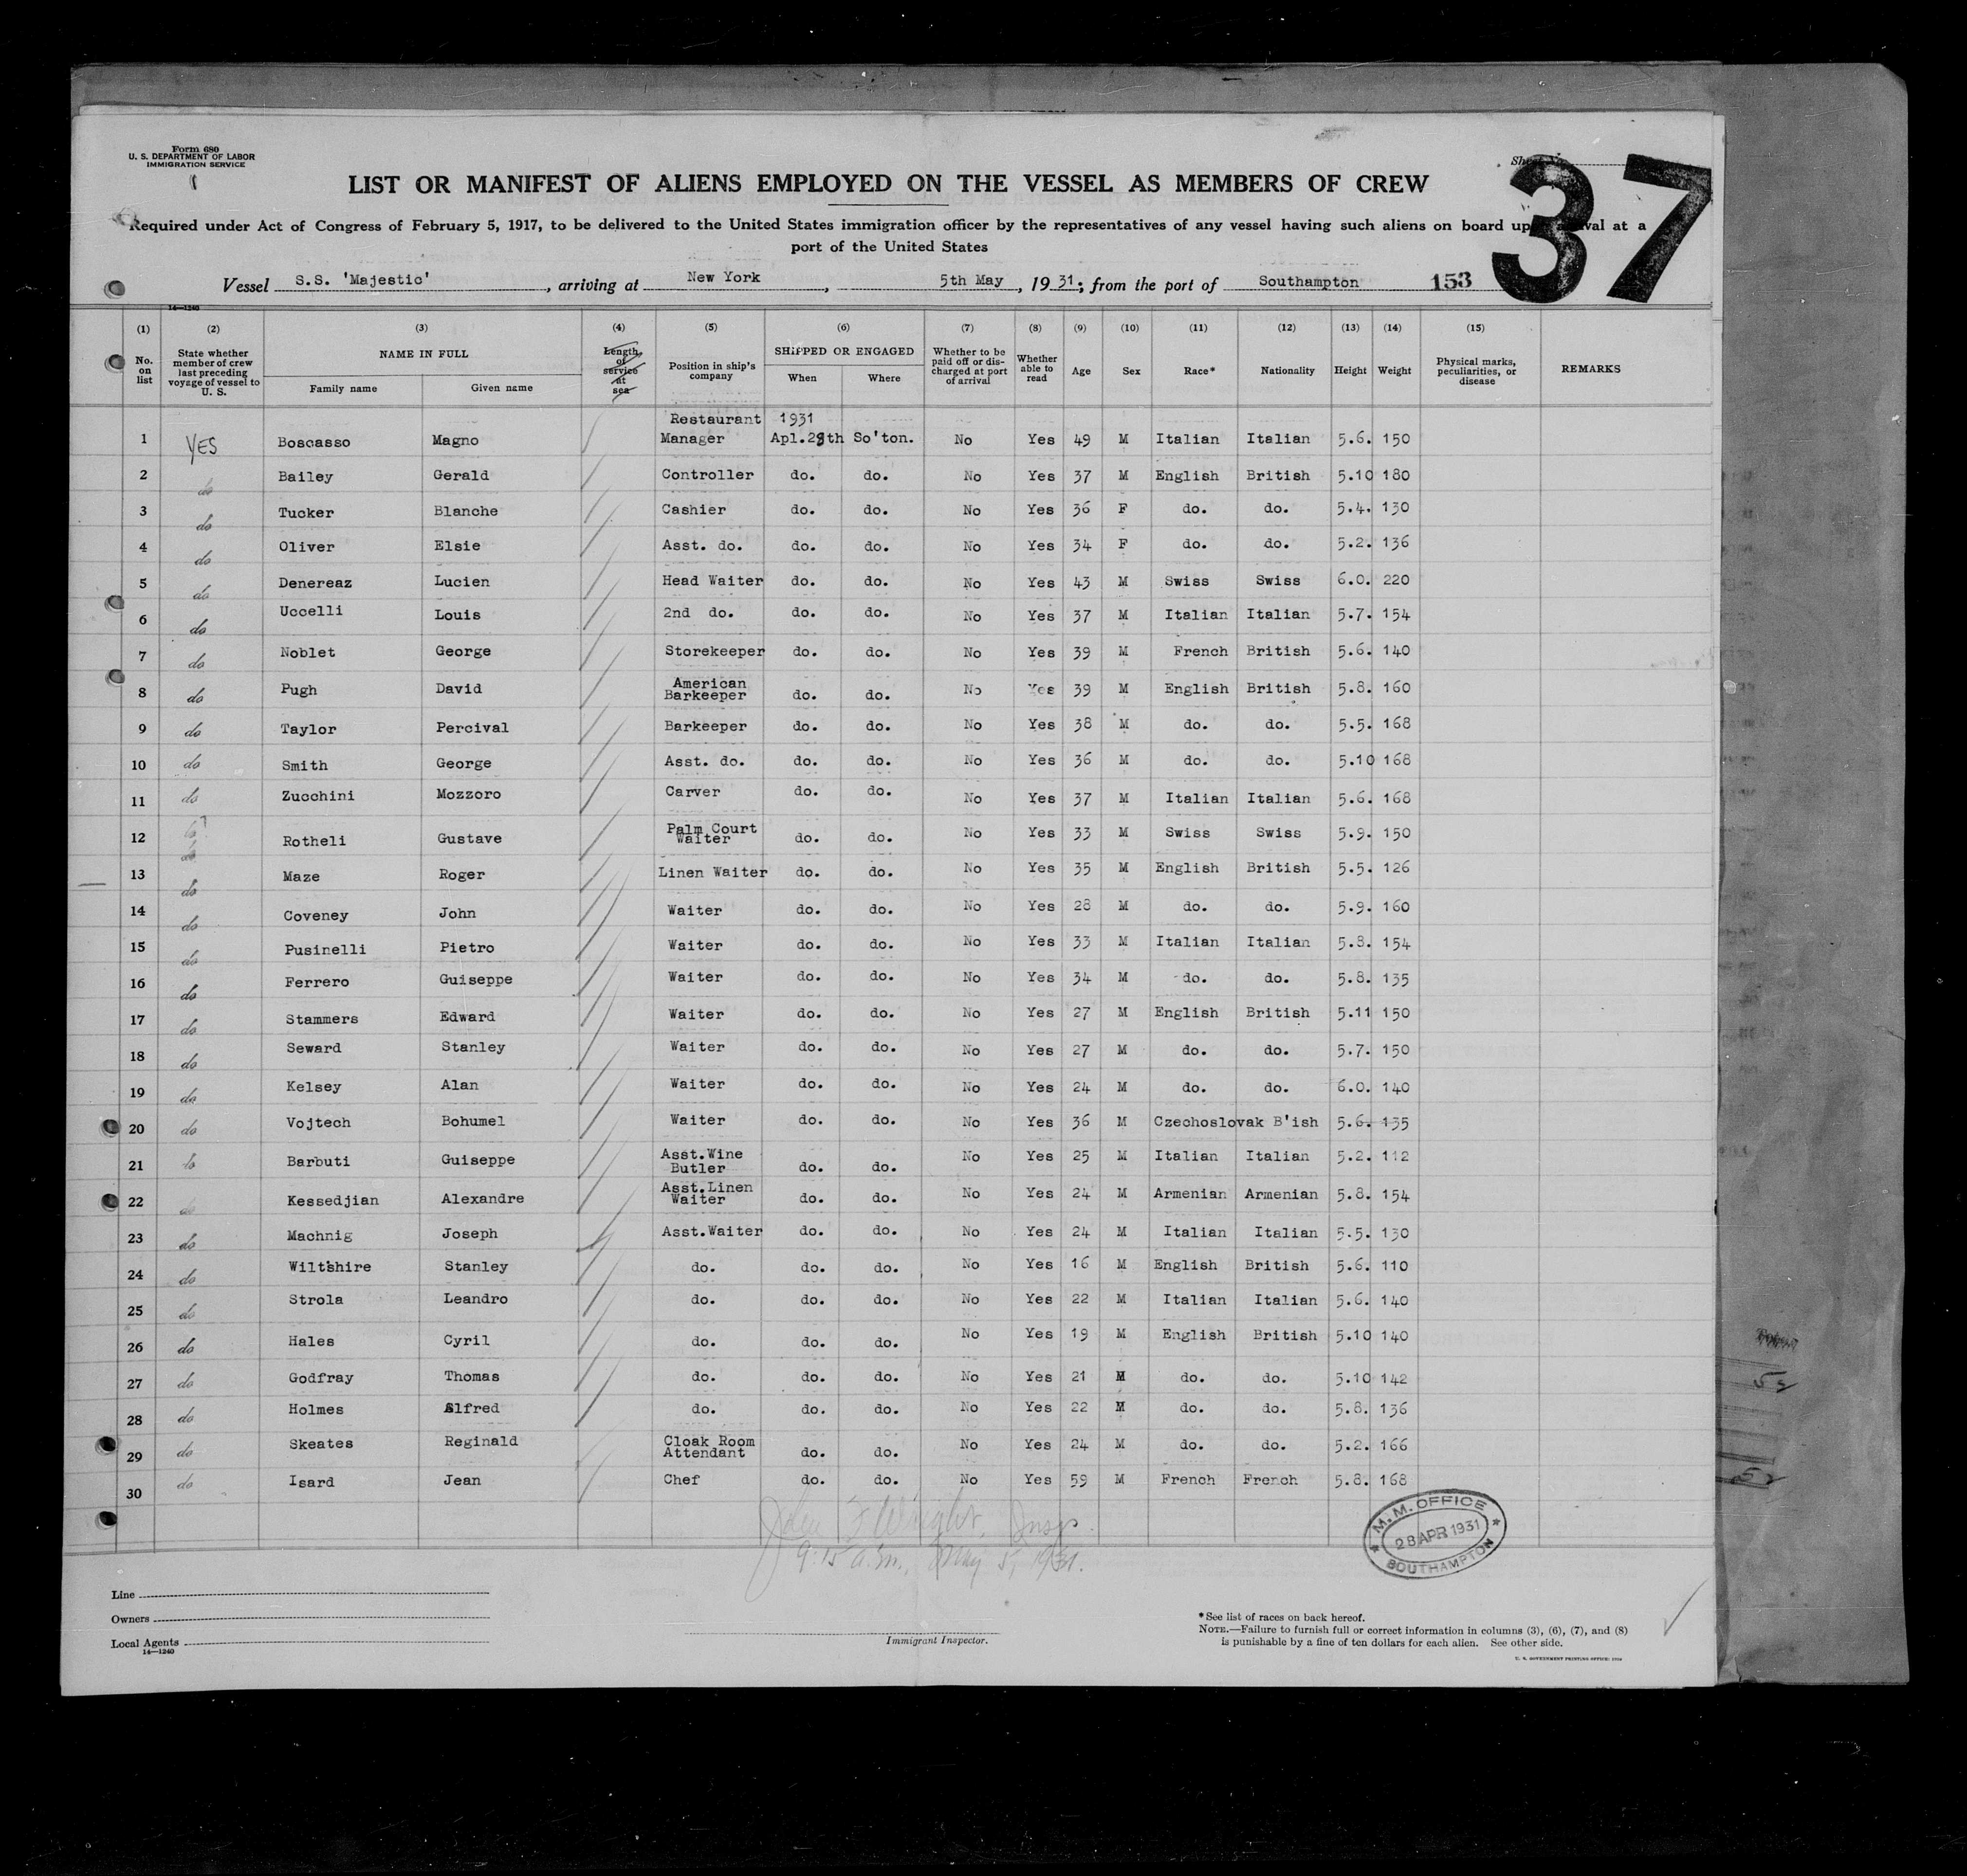 Form 680
U. S. DEPARTMENT OF LABOR
IMMIGRATION SERVICE
37
LIST OR MANIFEST OF ALIENS EMPLOYED ON THE VESSEL AS MEMBERS OF CREW
Required under Act of Congress of February 5, 1917, to be delivered to the United States immigration officer by the representatives of any vessel having such aliens on board
port of the United States
Vessel S.S. 'Majestic', arriving at New York, 5th May, 1931; from the port of Southampton 153
14—1240
(1) (2) (3) (4) (5) (6) (7) (8) (9) (10) (11) (12) (13) (14) (15)
No. on list State whether member of crew last preceding voyage of vessel to U. S. NAME IN FULL Family name Given name Length of service at sea Position in ship's company SHIPPED OR ENGAGED When Where Whether to be paid off or discharged at port of arrival Whether able to read Age Sex Race* Nationality Height Weight Physical marks, peculiarities, or disease REMARKS
Restaurant 1931
1 YES Boscasso Magno Manager Apl.28th So'ton. No Yes 49 M Italian Italian 5.6. 150
2 do Bailey Gerald Controller do. do. No Yes 37 M English British 5.10 180
3 do Tucker Blanche Cashier do. do. No Yes 36 F do. do. 5.4. 130
4 do Oliver Elsie Asst. do. do. do. No Yes 34 F do. do. 5.2. 136
5 do Denereaz Lucien Head Waiter do. do. No Yes 43 M Swiss Swiss 6.0. 220
6 do Uccelli Louis 2nd do. do. do. No Yes 37 M Italian Italian 5.7. 154
7 do Noblet George Storekeeper do. do. No Yes 39 M French British 5.6. 140
8 do Pugh David American Barkeeper do. do. No Yes 39 M English British 5.8. 160
9 do Taylor Percival Barkeeper do. do. No Yes 38 M do. do. 5.5. 168
10 do Smith George Asst. do. do. do. No Yes 36 M do. do. 5.10 168
11 do Zucchini Mozzoro Carver do. do. No Yes 37 M Italian Italian 5.6. 168
12 do Rotheli Gustave Palm Court Waiter do. do. No Yes 33 M Swiss Swiss 5.9. 150
13 do Maze Roger Linen Waiter do. do. No Yes 35 M English British 5.5. 126
14 do Coveney John Waiter do. do. No Yes 28 M do. do. 5.9. 160
15 do Pusinelli Pietro Waiter do. do. No Yes 33 M Italian Italian 5.8. 154
16 do Ferrero Guiseppe Waiter do. do. No Yes 34 M do. do. 5.8. 135
17 do Stammers Edward Waiter do. do. No Yes 27 M English British 5.11 150
18 do Seward Stanley Waiter do. do. No Yes 27 M do. do. 5.7. 150
19 do Kelsey Alan Waiter do. do. No Yes 24 M do. do. 6.0. 140
20 do Vojtech Bohumel Waiter do. do. No Yes 36 M Czechoslovak B'ish 5.6. 135
21 do Barbuti Guiseppe Asst.Wine Butler do. do. No Yes 25 M Italian Italian 5.2. 112
22 do Kessedjian Alexandre Asst.Linen Waiter do. do. No Yes 24 M Armenian Armenian 5.8. 154
23 do Machnig Joseph Asst.Waiter do. do. No Yes 24 M Italian Italian 5.5. 130
24 do Wiltshire Stanley do. do. do. No Yes 16 M English British 5.6. 110
25 do Strola Leandro do. do. do. No Yes 22 M Italian Italian 5.6. 140
26 do Hales Cyril do. do. do. No Yes 19 M English British 5.10 140
27 do Godfray Thomas do. do. do. No Yes 21 M do. do. 5.10 142
28 do Holmes Alfred do. do. do. No Yes 22 M do. do. 5.8. 136
29 do Skeates Reginald Cloak Room Attendant do. do. No Yes 24 M do. do. 5.2. 166
30 do Isard Jean Chef do. do. No Yes 59 M French French 5.8. 168
John F Wright, Insp.
9:15 a.m. May 5, 1931.
M. M. OFFICE
28 APR 1931
SOUTHAMPTON
Line
Owners
Local Agents
14—1240
Immigrant Inspector.
*See list of races on back hereof.
NOTE.—Failure to furnish full or correct information in columns (3), (6), (7), and (8)
is punishable by a fine of ten dollars for each alien. See other side.
U. S. GOVERNMENT PRINTING OFFICE:
52
52